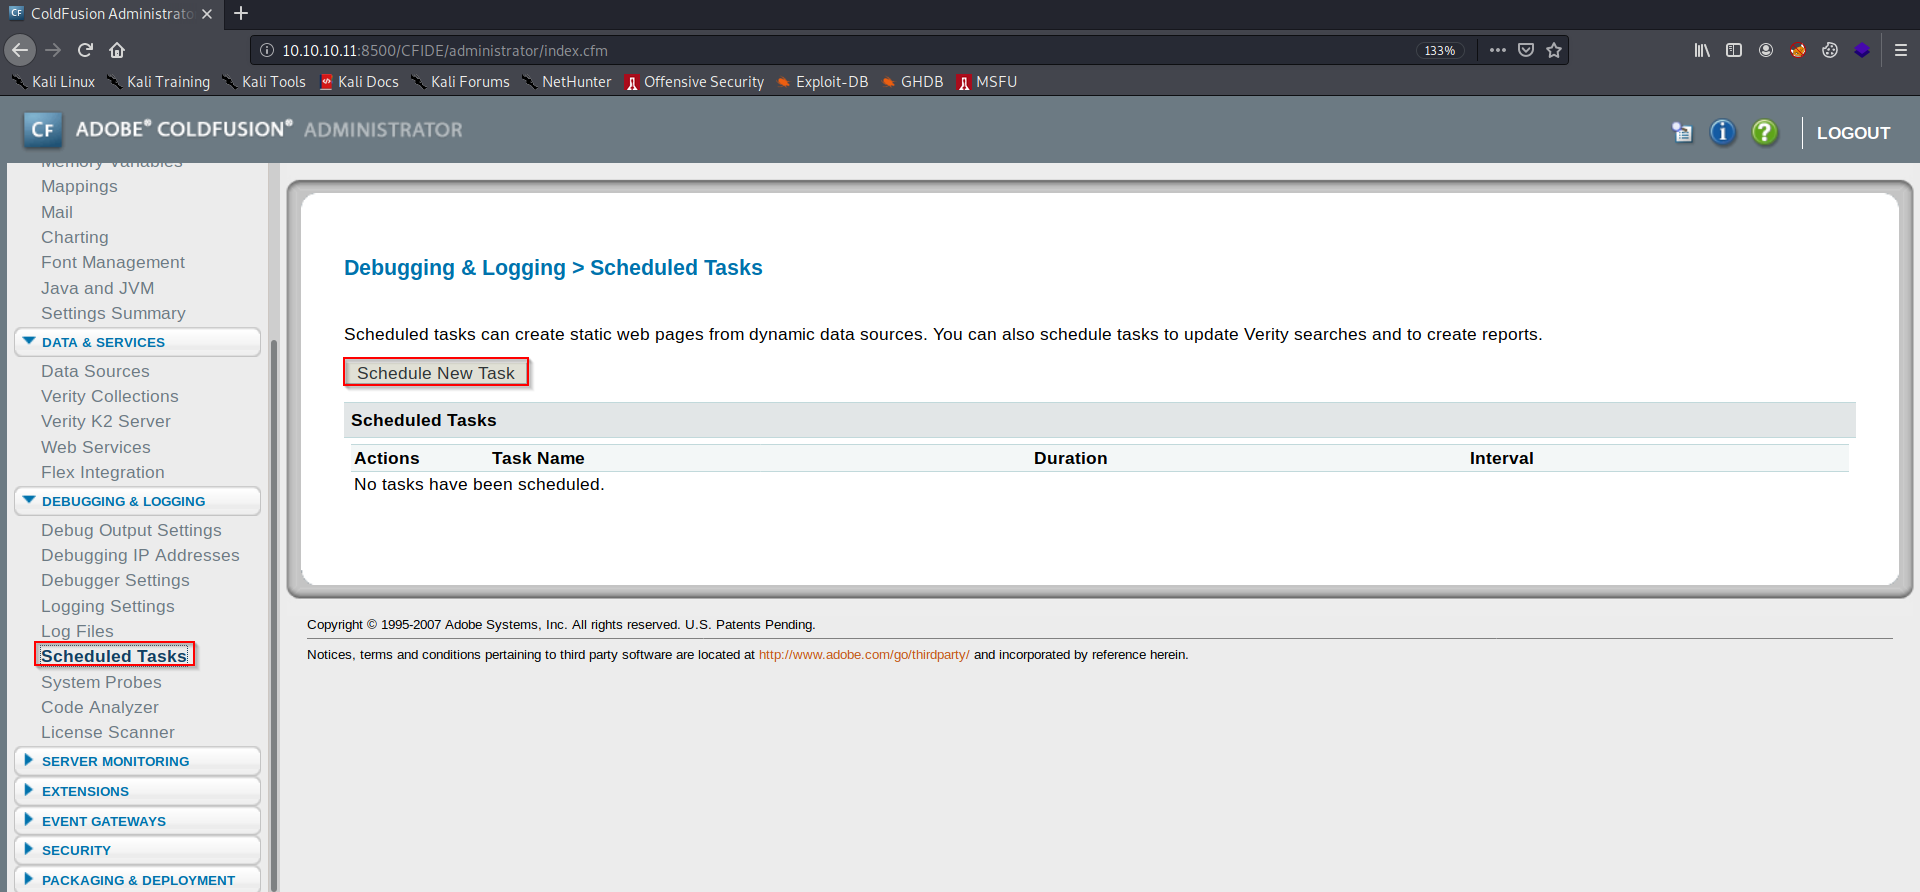 CF ColdFusion Administrato
10.10.10.11:8500/CFIDE/administrator/index.cfm 133%
Kali Linux Kali Training Kali Tools Kali Docs Kali Forums NetHunter Offensive Security Exploit-DB GHDB MSFU
CF ADOBE® COLDFUSION® ADMINISTRATOR LOGOUT
Memory Variables
Mappings
Mail
Charting
Font Management
Java and JVM
Settings Summary
DATA & SERVICES
Data Sources
Verity Collections
Verity K2 Server
Web Services
Flex Integration
DEBUGGING & LOGGING
Debug Output Settings
Debugging IP Addresses
Debugger Settings
Logging Settings
Log Files
Scheduled Tasks
System Probes
Code Analyzer
License Scanner
SERVER MONITORING
EXTENSIONS
EVENT GATEWAYS
SECURITY
PACKAGING & DEPLOYMENT
Debugging & Logging > Scheduled Tasks
Scheduled tasks can create static web pages from dynamic data sources. You can also schedule tasks to update Verity searches and to create reports.
Schedule New Task
Scheduled Tasks
Actions Task Name Duration Interval
No tasks have been scheduled.
Copyright © 1995-2007 Adobe Systems, Inc. All rights reserved. U.S. Patents Pending.
Notices, terms and conditions pertaining to third party software are located at http://www.adobe.com/go/thirdparty/ and incorporated by reference herein.